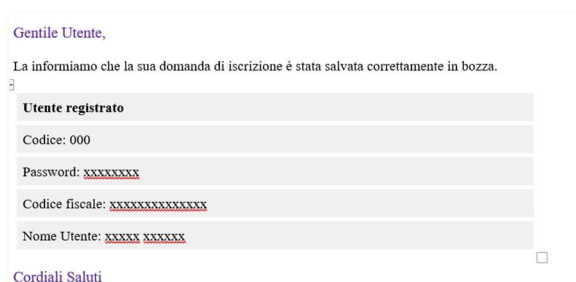 Gentile Utente,
La informiamo che la sua domanda di iscrizione è stata salvata correttamente in bozza.
Utente registrato
Codice: 000
Password: xxxxxxxx
Codice fiscale: xxxxxxxxxxxxxx
Nome Utente: xxxxx xxxxxx
Cordiali Saluti